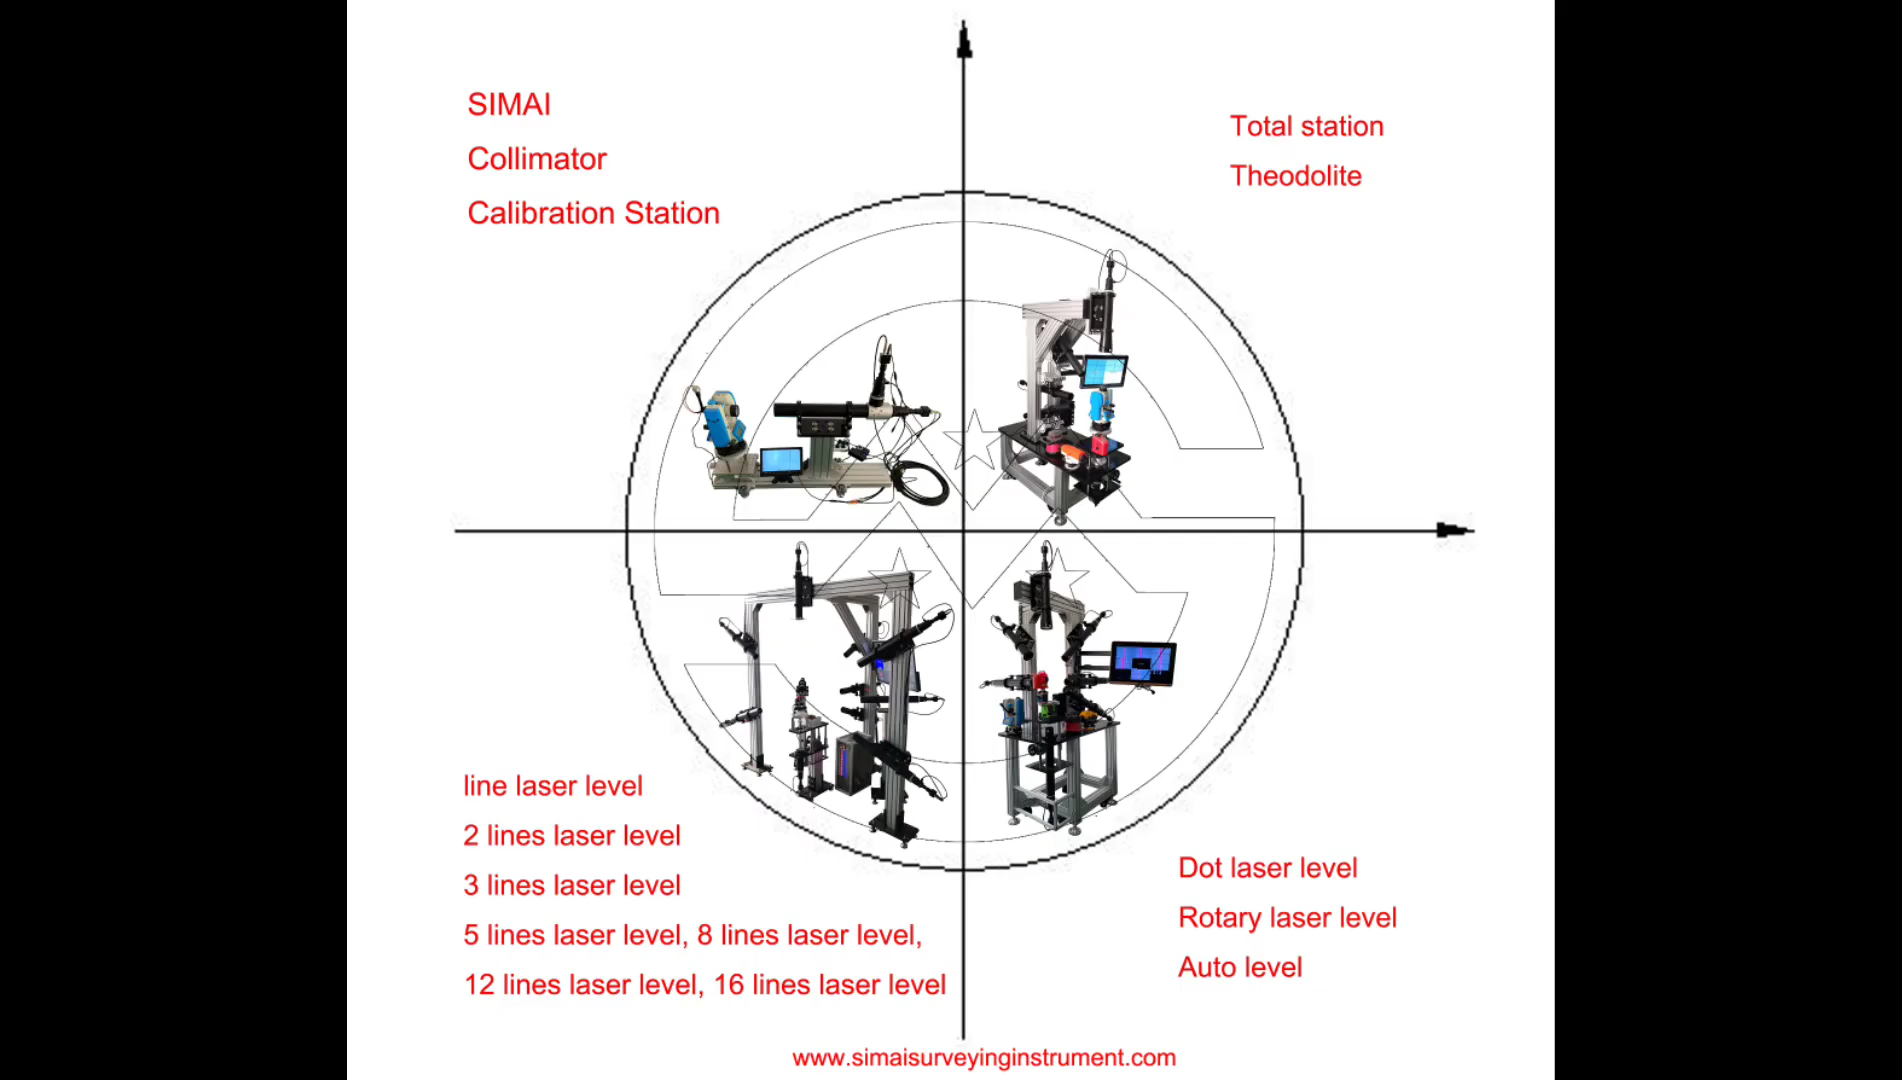 SIMAI
Collimator
Calibration Station
Total station
Theodolite
line laser level
2 lines laser level
3 lines laser level
5 lines laser level, 8 lines laser level,
12 lines laser level, 16 lines laser level
Dot laser level
Rotary laser level
Auto level
www.simaisurveyinginstrument.com